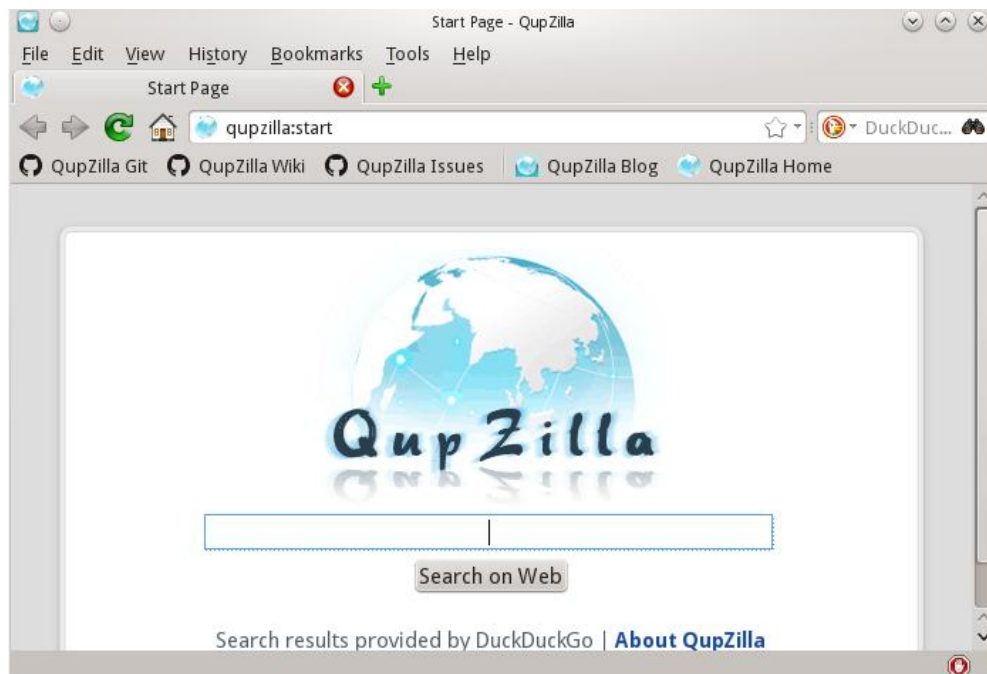 Start Page - QupZilla
File Edit View History Bookmarks Tools Help
Start Page
qupzilla:start DuckDuc...
QupZilla Git QupZilla Wiki QupZilla Issues QupZilla Blog QupZilla Home
QupZilla
Search on Web
Search results provided by DuckDuckGo | About QupZilla